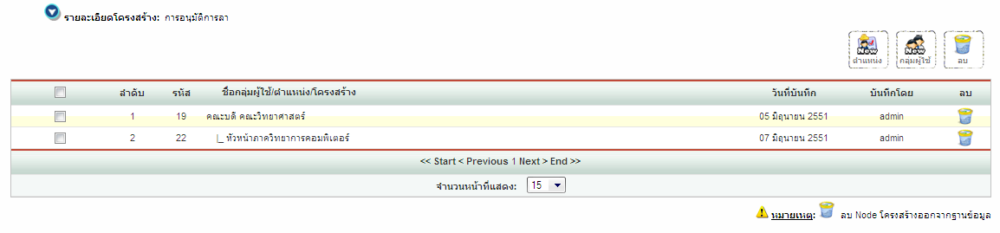 รายละเอียดโครงสร้าง: การอนุมัติการลา
New New
ตำแหน่ง กลุ่มผู้ใช้ ลบ
ลำดับ รหัส ชื่อกลุ่มผู้ใช้/ตำแหน่ง/โครงสร้าง วันที่บันทึก บันทึกโดย ลบ
1 19 คณะบดี คณะวิทยาศาสตร์ 05 มิถุนายน 2551 admin
2 22 หัวหน้าภาควิทยาการคอมพิเตอร์ 07 มิถุนายน 2551 admin
<< Start < Previous 1 Next > End >>
จำนวนหน้าที่แสดง: 15
หมายเหตุ: ลบ Node โครงสร้างออกจากฐานข้อมูล